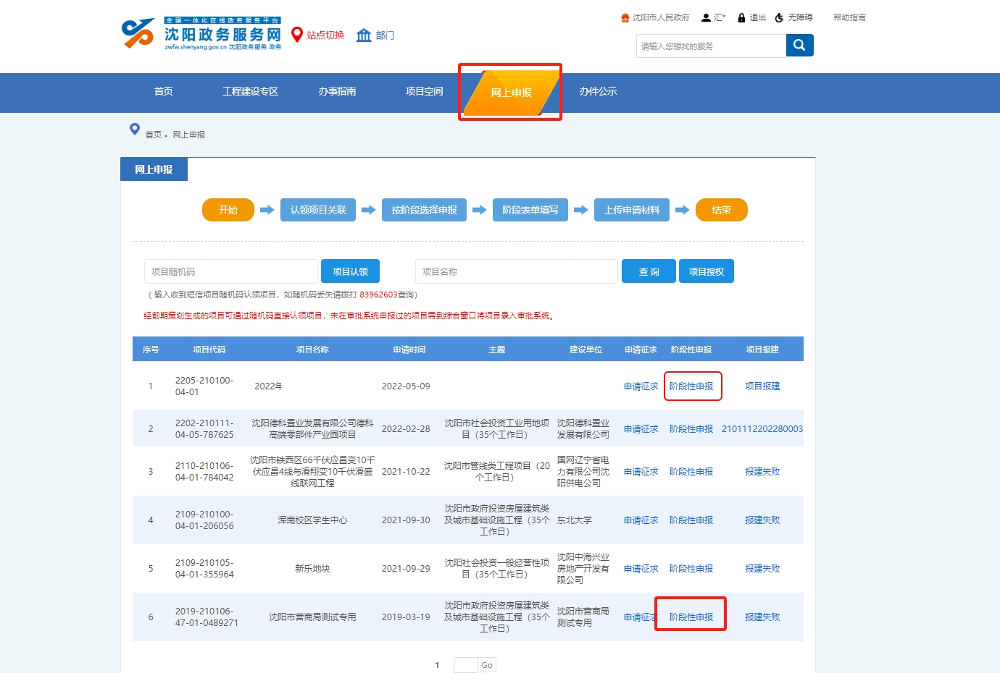 全国一体化在线政务服务平台
沈阳政务服务网
zwfw.shenyang.gov.cn 沈阳政务服务.政务
站点切换
部门
沈阳市人民政府 汇* 退出 无障碍 帮助指南
请输入您想找的服务
首页 工程建设专区 办事指南 项目空间 网上申报 办件公示
首页 • 网上申报
网上申报
开始 认领项目关联 按阶段选择申报 阶段表单填写 上传申请材料 结束
项目随机码 项目认领 项目名称 查 询 项目授权
（ 输入收到短信项目随机码认领项目，如随机码丢失请拨打 83962603查询）
经前期策划生成的项目可通过随机码直接认领项目，未在审批系统申报过的项目需到综合窗口将项目录入审批系统。
序号 项目代码 项目名称 申请时间 主题 建设单位 申请征求 阶段性申报 项目报建
1
2205-210100-
04-01
2022年
2022-05-09
申请征求
阶段性申报
项目报建
2
2202-210111-
04-05-787625
沈阳德科置业发展有限公司德科
高端零部件产业园项目
2022-02-28
沈阳市社会投资工业用地项
目（35个工作日）
沈阳德科置业
发展有限公司
申请征求
阶段性申报
2101112202280003
3
2110-210106-
04-01-784042
沈阳市铁西区66千伏应昌变10千
伏应昌4线与滑翔变10千伏滑盛
线联网工程
2021-10-22
沈阳市管线类工程项目（20
个工作日）
国网辽宁省电
力有限公司沈
阳供电公司
申请征求
阶段性申报
报建失败
4
2109-210100-
04-01-206056
浑南校区学生中心
2021-09-30
沈阳市政府投资房屋建筑类
及城市基础设施工程（35个
工作日）
东北大学
申请征求
阶段性申报
报建失败
5
2109-210105-
04-01-355964
新乐地块
2021-09-29
沈阳社会投资一般经营性项
目（35个工作日）
沈阳中海兴业
房地产开发有
限公司
申请征求
阶段性申报
报建失败
6
2019-210106-
47-01-0489271
沈阳市营商局测试专用
2019-03-19
沈阳市政府投资房屋建筑类
及城市基础设施工程（35个
工作日）
沈阳市营商局
测试专用
申请征求
阶段性申报
报建失败
1 Go